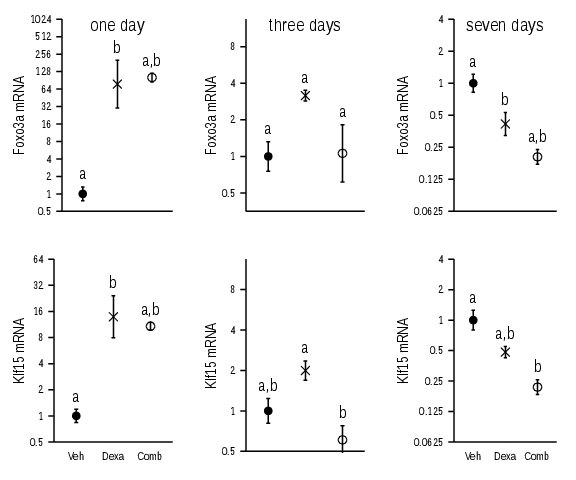 one day
Foxo3a mRNA
1024
512
256
128
64
32
16
8
4
2
1
0.5
a
b
a,b
three days
Foxo3a mRNA
8
4
2
1
0.5
a
a
a
seven days
Foxo3a mRNA
4
2
1
0.5
0.25
0.125
0.0625
a
b
a,b
Klf15 mRNA
64
32
16
8
4
2
1
0.5
a
b
a,b
Veh Dexa Comb
Klf15 mRNA
8
4
2
1
0.5
a,b
a
b
Klf15 mRNA
4
2
1
0.5
0.25
0.125
0.0625
a
a,b
b
Veh Dexa Comb